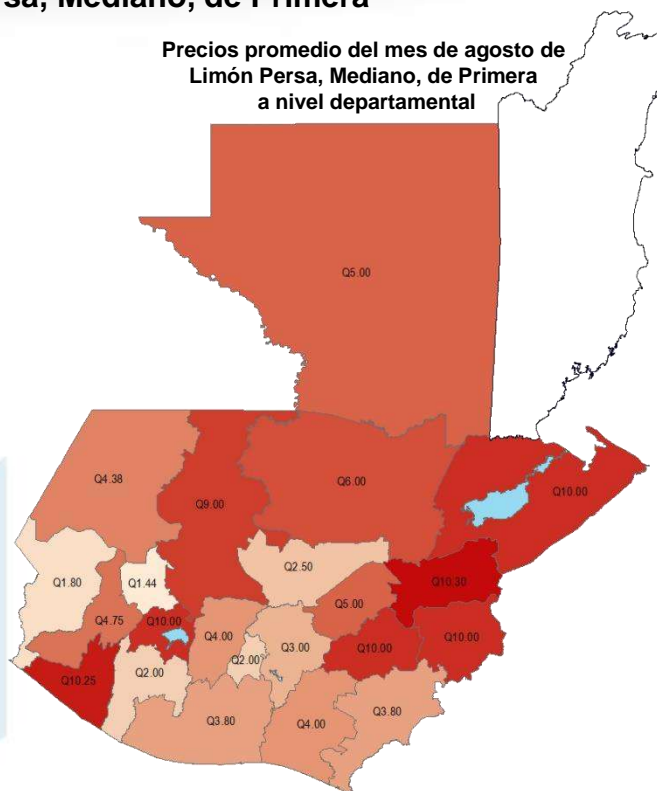 sa, Mediano, de Primera
Precios promedio del mes de agosto de
Limón Persa, Mediano, de Primera
a nivel departamental
Q5.00
Q4.38
Q9.00
Q6.00
Q10.00
Q1.80
Q1.44
Q2.50
Q10.30
Q4.75
Q10.00
Q4.00
Q5.00
Q2.00
Q3.00
Q10.00
Q10.00
Q10.25
Q2.00
Q3.80
Q4.00
Q3.80